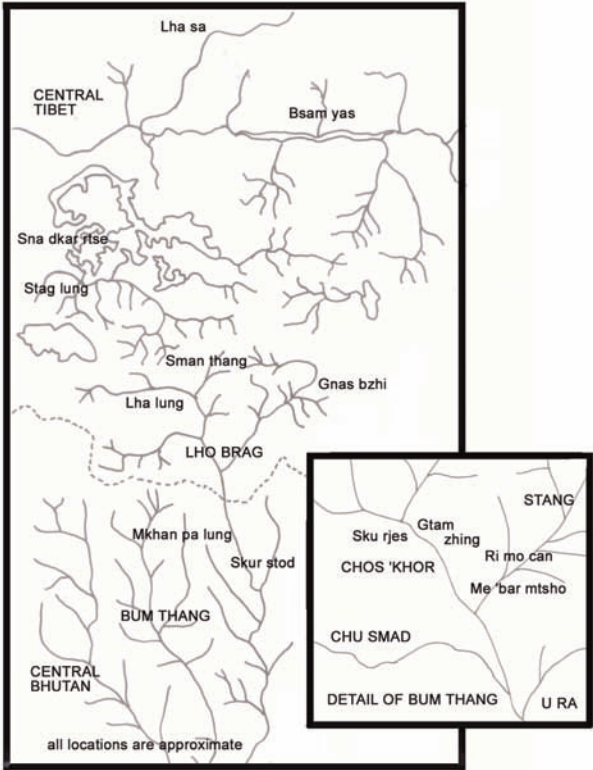 Lha sa
CENTRAL
TIBET
Bsam yas
Sna dkar rtse
Stag lung
Sman thang
Gnas bzhi
Lha lung
LHO BRAG
Mkhan pa lung
Skur stod
BUM THANG
CENTRAL
BHUTAN
all locations are approximate
STANG
Sku rjes
Gtam
zhing
Ri mo can
CHOS 'KHOR
Me 'bar mtsho
CHU SMAD
DETAIL OF BUM THANG
U RA